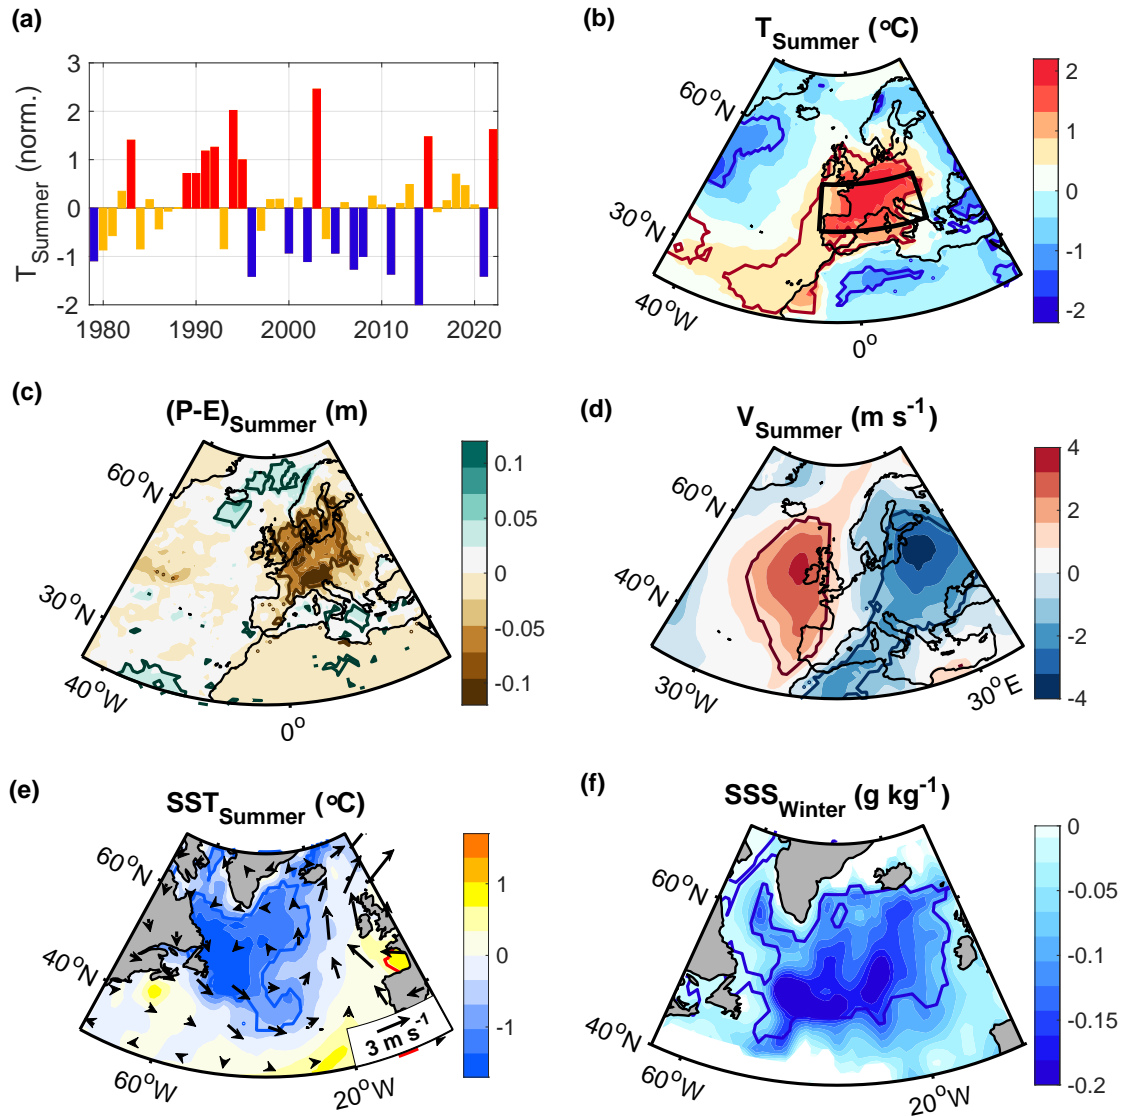 (a)
T_Summer (norm.)
3
2
1
0
-1
-2
1980 1990 2000 2010 2020
(b)
T_Summer (°C)
60°N
30°N
40°W
0°
2
1
0
-1
-2
(c)
(P-E)_Summer (m)
60°N
30°N
40°W
0°
0.1
0.05
0
-0.05
-0.1
(d)
V_Summer (m s⁻¹)
60°N
40°N
30°W
30°E
4
2
0
-2
-4
(e)
SST_Summer (°C)
60°N
40°N
60°W
20°W
3 m s⁻¹
1
0
-1
(f)
SSS_Winter (g kg⁻¹)
60°N
40°N
60°W
20°W
0
-0.05
-0.1
-0.15
-0.2